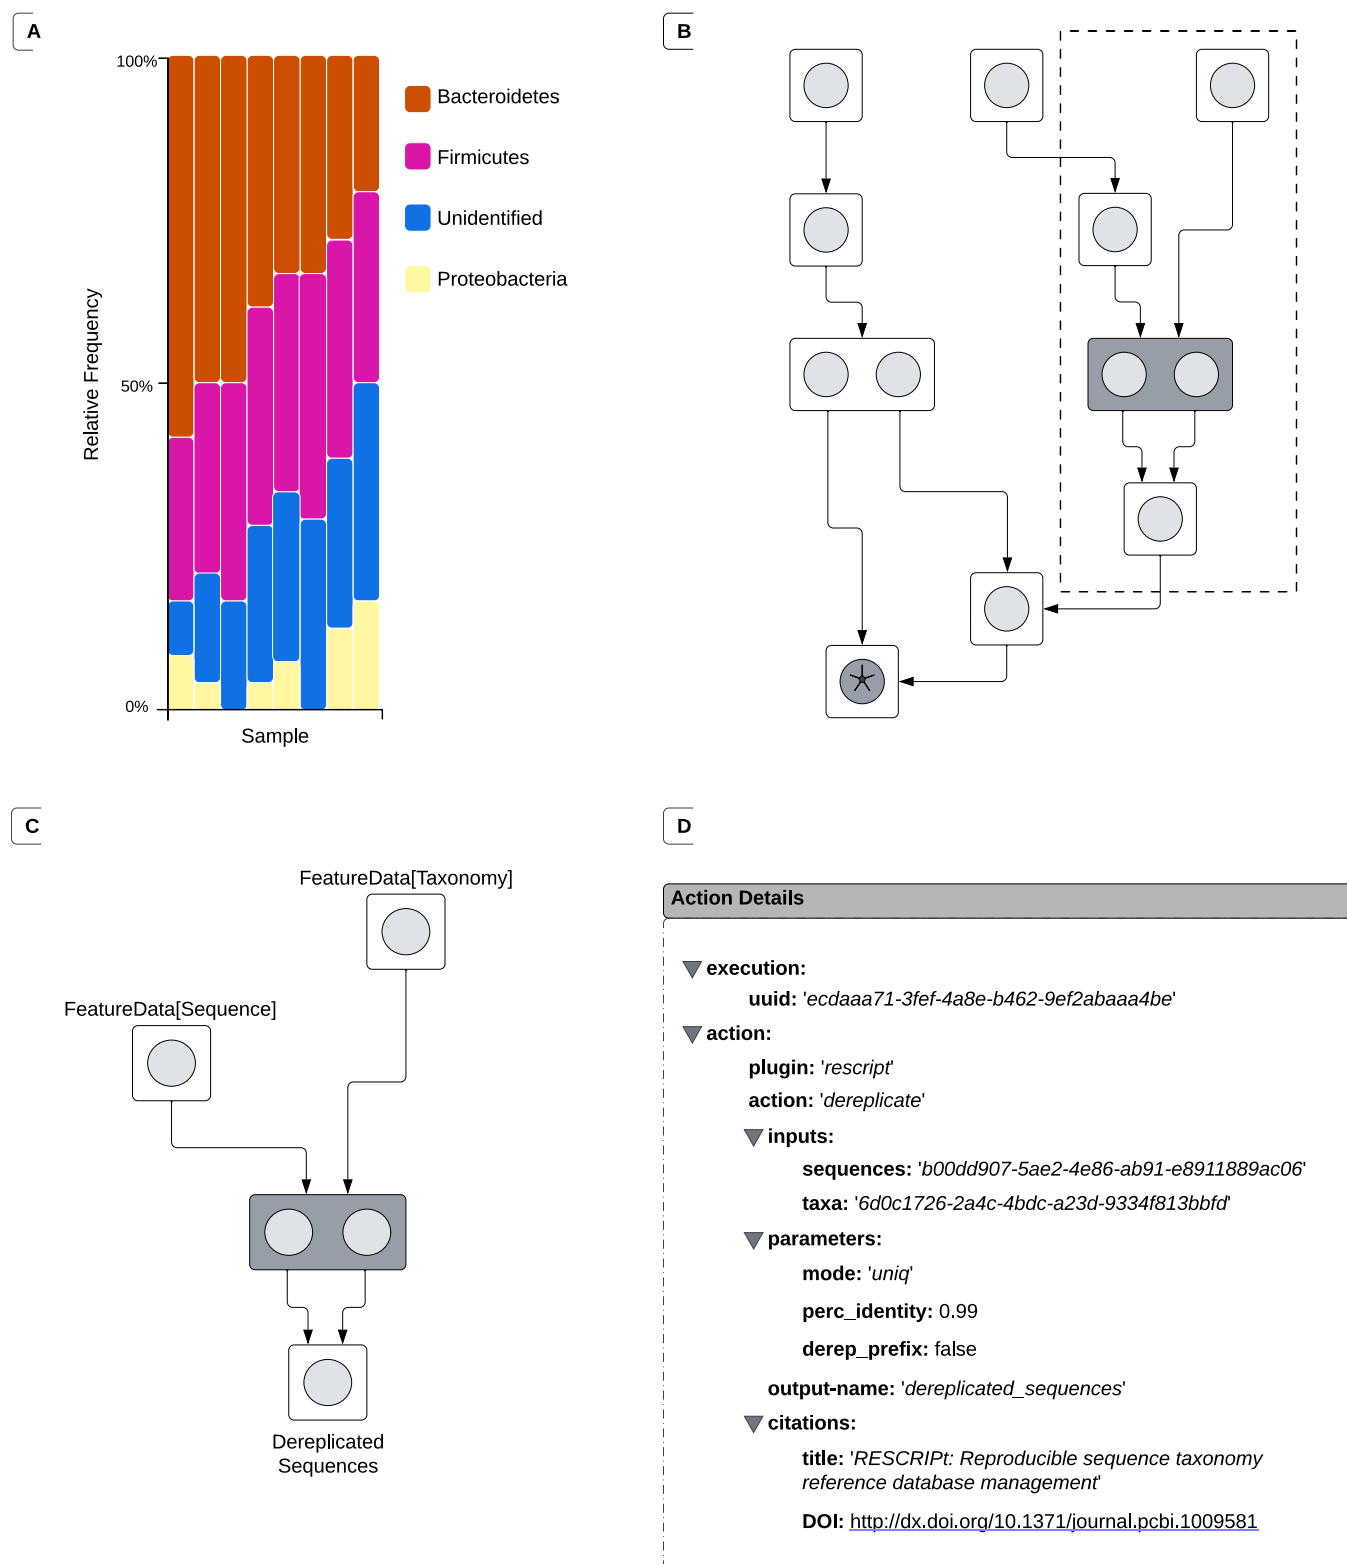 A
100%
50%
0%
Relative Frequency
Sample
Bacteroidetes
Firmicutes
Unidentified
Proteobacteria
B
C
FeatureData[Taxonomy]
FeatureData[Sequence]
Dereplicated
Sequences
D
Action Details
execution:
uuid: 'ecdaaa71-3fef-4a8e-b462-9ef2abaaa4be'
action:
plugin: 'rescript'
action: 'dereplicate'
inputs:
sequences: 'b00dd907-5ae2-4e86-ab91-e8911889ac06'
taxa: '6d0c1726-2a4c-4bdc-a23d-9334f813bbfd'
parameters:
mode: 'uniq'
perc_identity: 0.99
derep_prefix: false
output-name: 'dereplicated_sequences'
citations:
title: 'RESCRIPt: Reproducible sequence taxonomy
reference database management'
DOI: http://dx.doi.org/10.1371/journal.pcbi.1009581